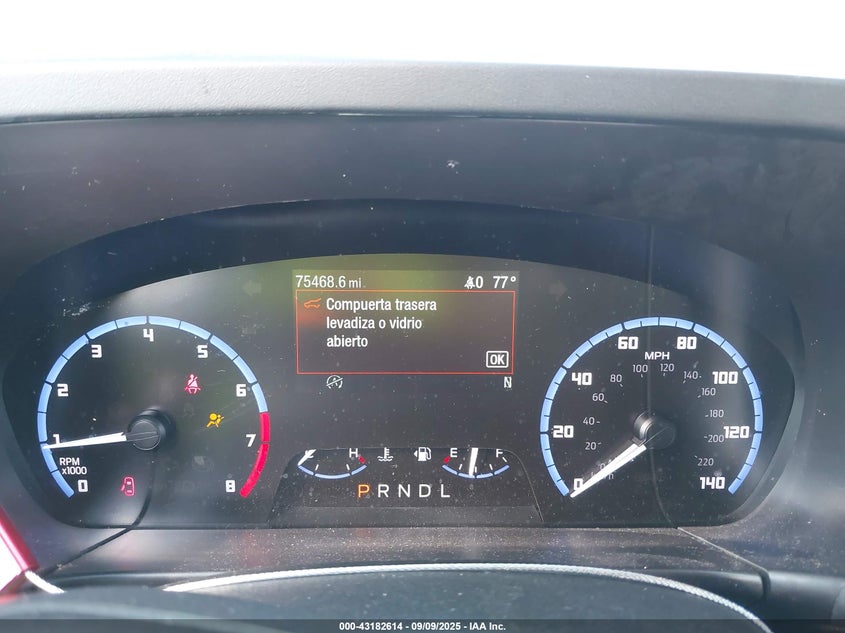 75468.6 mi 0 77°
Compuerta trasera
levadiza o vidrio
abierto
OK
N
0 1 2 3 4 5 6 7 8
RPM
x1000
H E F
P R N D L
0 20 40 60 80 100 120 140
MPH
20 40 60 80 100 120 140 160 180 200 220
000-43182614 - 09/09/2025 - IAA Inc.